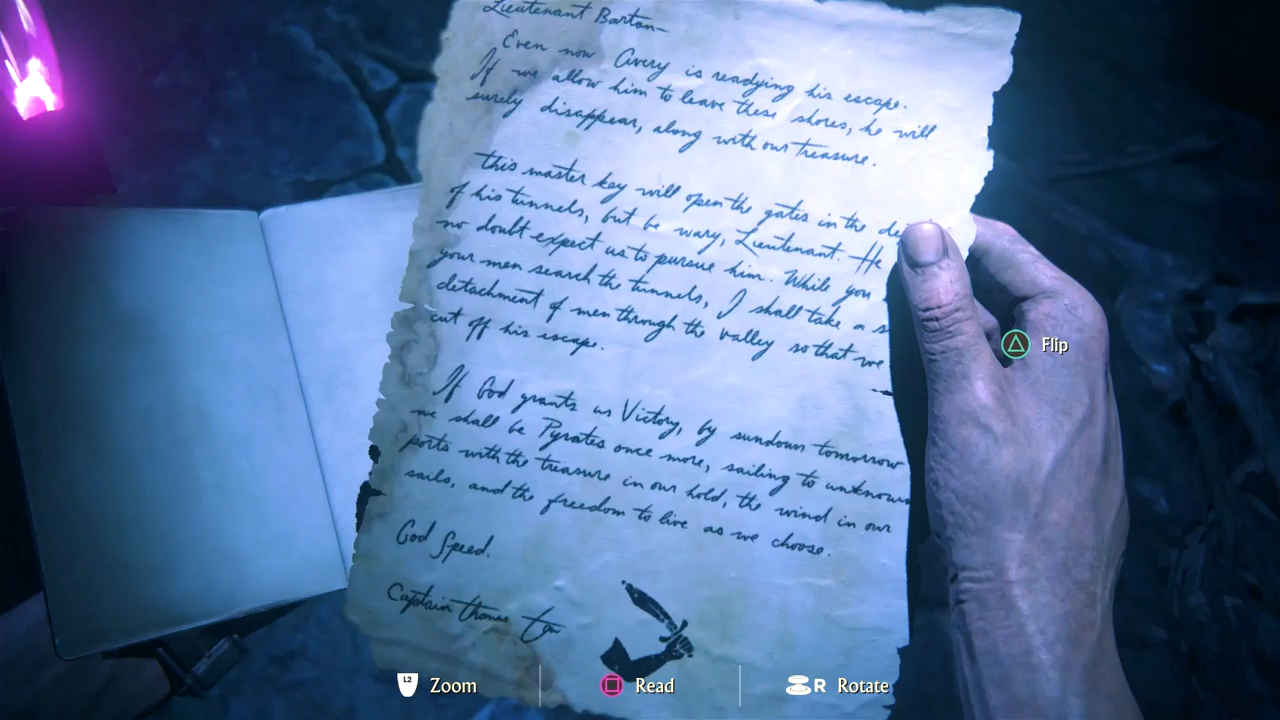 Lieutenant Barton—
Even now Avery is readying his escape.
If we allow him to leave these shores, he will
surely disappear, along with our treasure.
this master key will open the gates in the de
of his tunnels, but be wary, Lieutenant. He
no doubt expect us to pursue him. While you
your men search the tunnels, I shall take a s
detachment of men through the valley so that we
cut off his escape.
If God grants us Victory, by sundown tomorrow
we shall be Pyrates once more, sailing to unknown
ports with the treasure in our hold, the wind in our
sails, and the freedom to live as we choose.
God Speed.
Captain Thomas Tew
Flip
L2 Zoom
Read
R Rotate